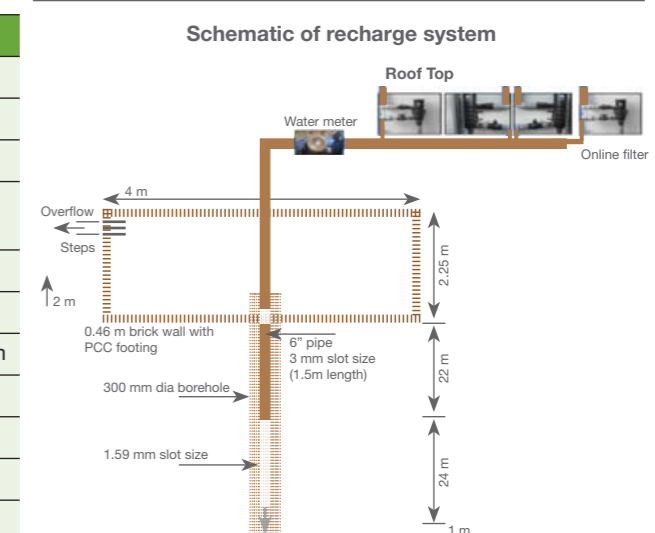 Schematic of recharge system
Roof Top
Water meter
Online filter
4 m
Overflow
Steps
2.25 m
2 m
0.46 m brick wall with
PCC footing
6” pipe
3 mm slot size
(1.5m length)
22 m
300 mm dia borehole
1.59 mm slot size
24 m
1 m